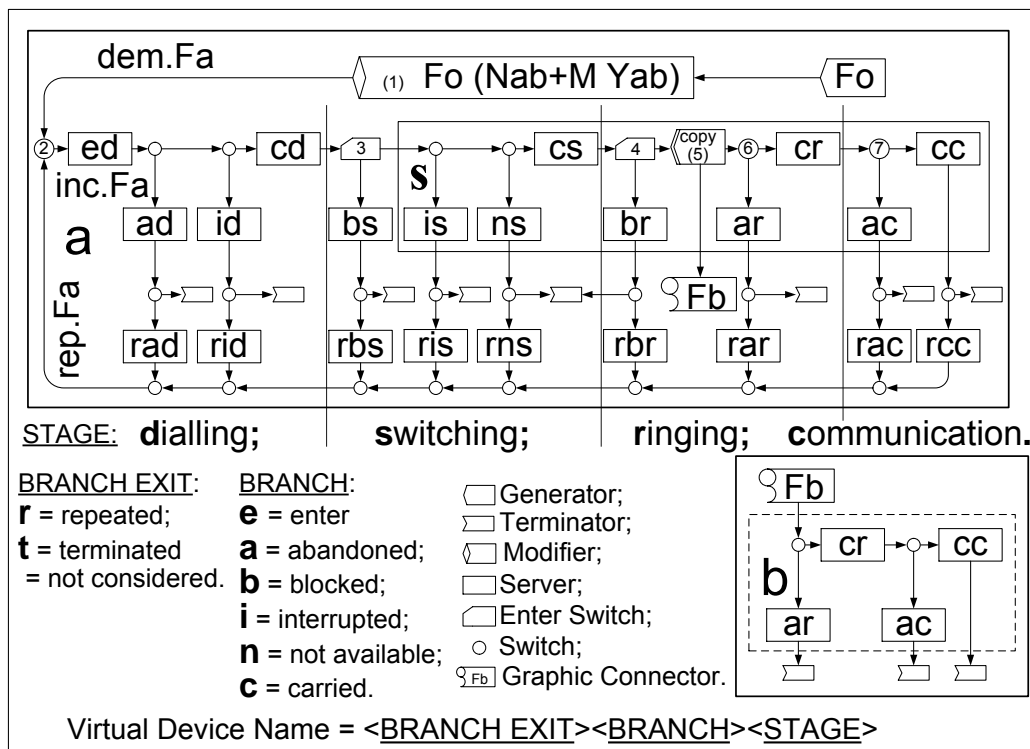 dem.Fa
(1) Fo (Nab+M Yab)
Fo
2 ed cd 3 cs 4 copy (5) 6 cr 7 cc
inc.Fa
s
a
ad id bs is ns br ar ac
rep.Fa
Fb
rad rid rbs ris rns rbr rar rac rcc
STAGE: dialling; switching; ringing; communication.
BRANCH EXIT:
r = repeated;
t = terminated
= not considered.
BRANCH:
e = enter
a = abandoned;
b = blocked;
i = interrupted;
n = not available;
c = carried.
Generator;
Terminator;
Modifier;
Server;
Enter Switch;
Switch;
Fb Graphic Connector.
Fb
cr cc
b
ar ac
Virtual Device Name = <BRANCH EXIT><BRANCH><STAGE>